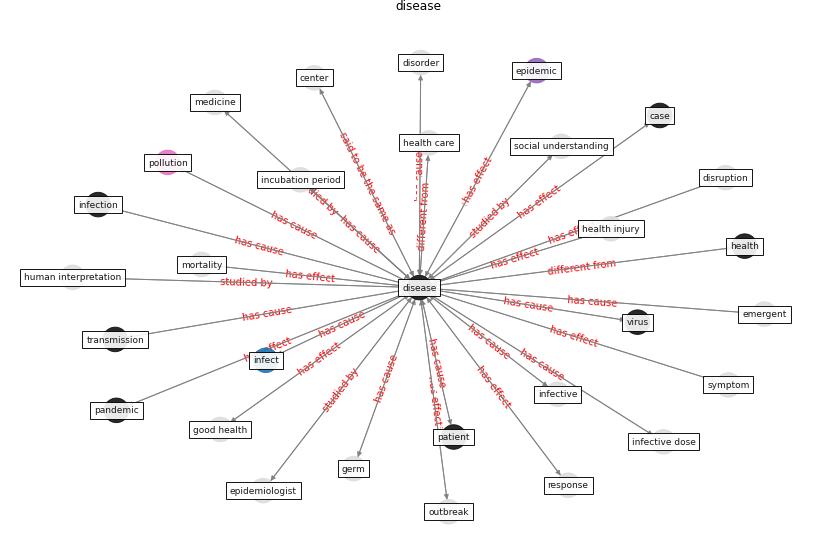 disease
disorder
center
epidemic
medicine
case
health care
social understanding
said to be the same as
has cause
different from
has effect
pollution
disruption
incubation period
studied by
has effect
infection
has cause
has cause
health injury
has effect
health
has cause
different from
mortality
has effect
disease
human interpretation
studied by
has cause
has cause
emergent
has cause
virus
transmission
has cause
has effect
infect
has cause
has cause
symptom
has effect
has cause
infective
pandemic
studied by
has cause
has effect
good health
patient
infective dose
germ
response
epidemiologist
outbreak